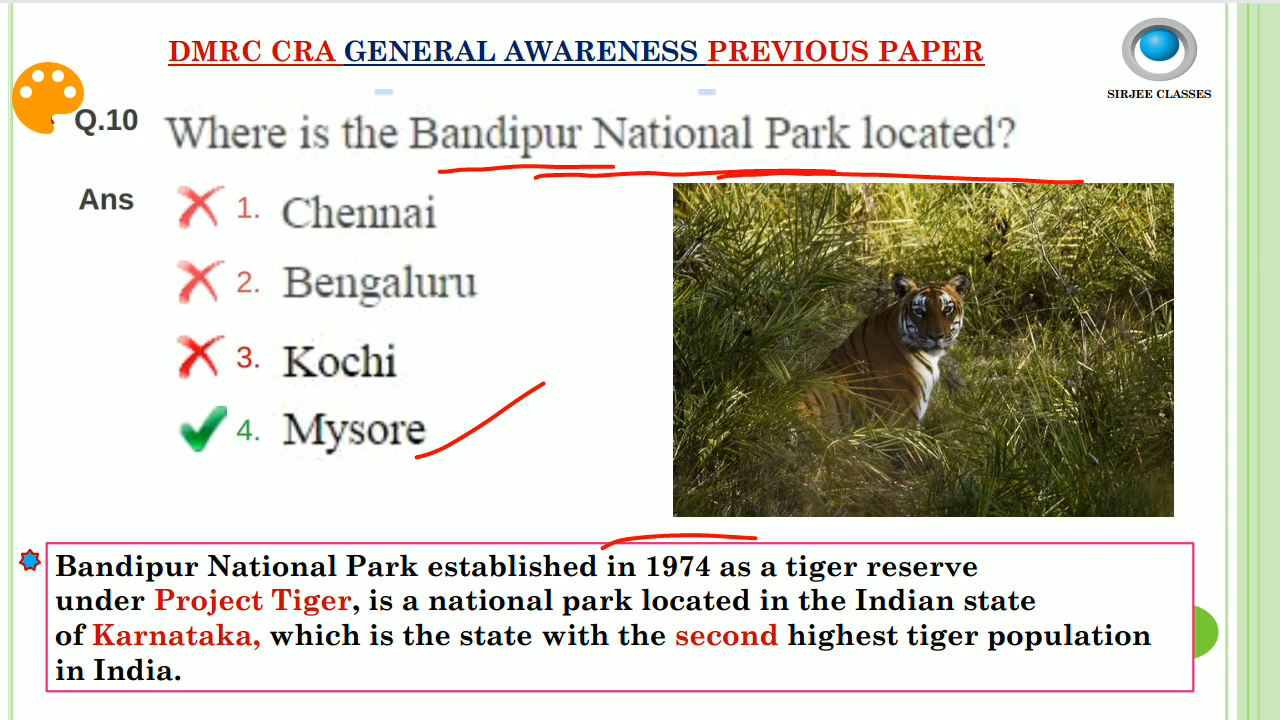 DMRC CRA GENERAL AWARENESS PREVIOUS PAPER
SIRJEE CLASSES
Q.10 Where is the Bandipur National Park located?
Ans
1. Chennai
2. Bengaluru
3. Kochi
4. Mysore
Bandipur National Park established in 1974 as a tiger reserve
under Project Tiger, is a national park located in the Indian state
of Karnataka, which is the state with the second highest tiger population
in India.